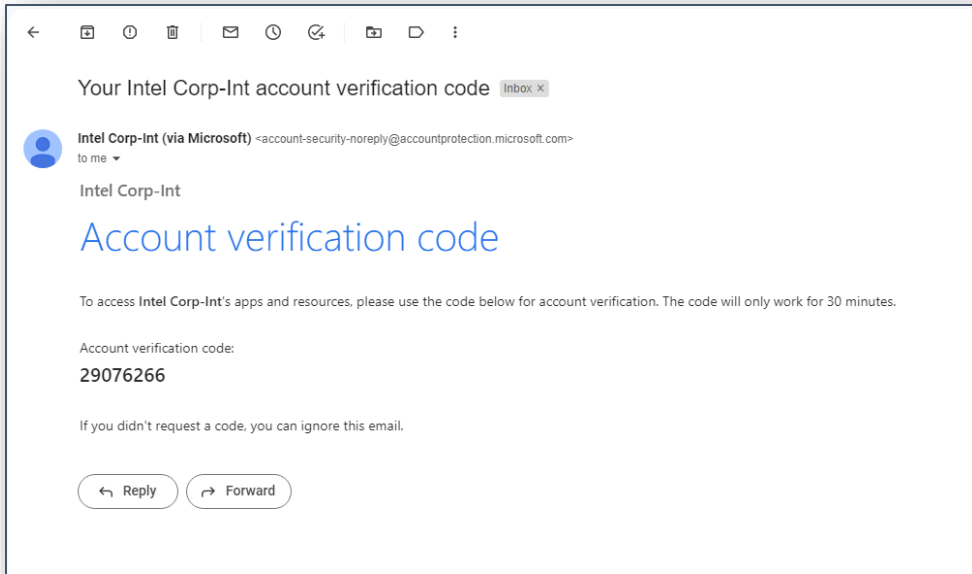 Your Intel Corp-Int account verification code Inbox ×
Intel Corp-Int (via Microsoft) <account-security-noreply@accountprotection.microsoft.com>
to me
Intel Corp-Int
Account verification code
To access Intel Corp-Int's apps and resources, please use the code below for account verification. The code will only work for 30 minutes.
Account verification code:
29076266
If you didn't request a code, you can ignore this email.
Reply Forward